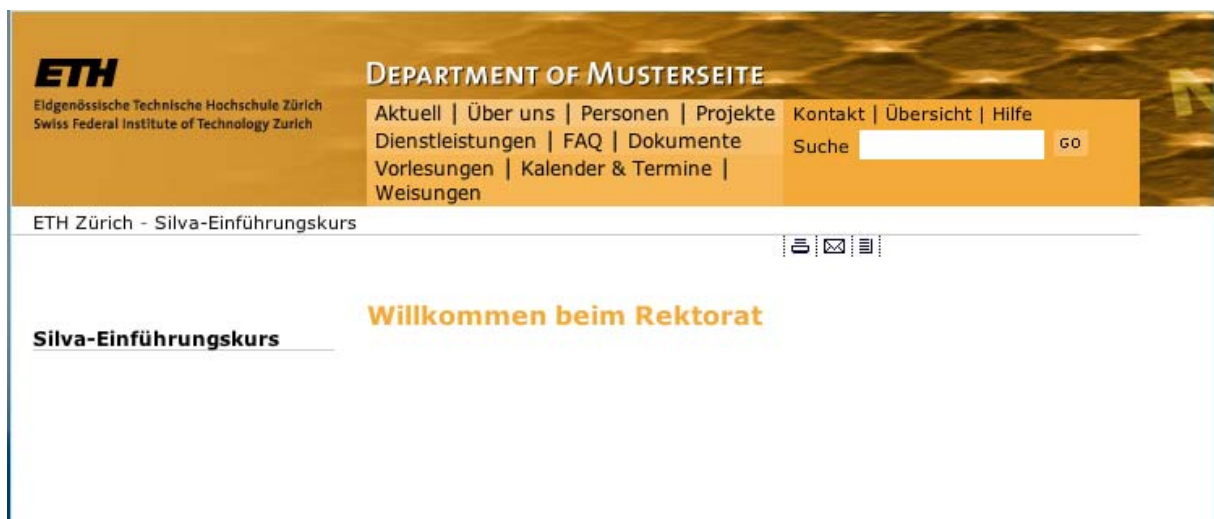 ETH
Eidgenössische Technische Hochschule Zürich
Swiss Federal Institute of Technology Zurich
DEPARTMENT OF MUSTERSEITE
Aktuell | Über uns | Personen | Projekte
Dienstleistungen | FAQ | Dokumente
Vorlesungen | Kalender & Termine |
Weisungen
Kontakt | Übersicht | Hilfe
Suche GO
ETH Zürich - Silva-Einführungskurs
Silva-Einführungskurs
Willkommen beim Rektorat